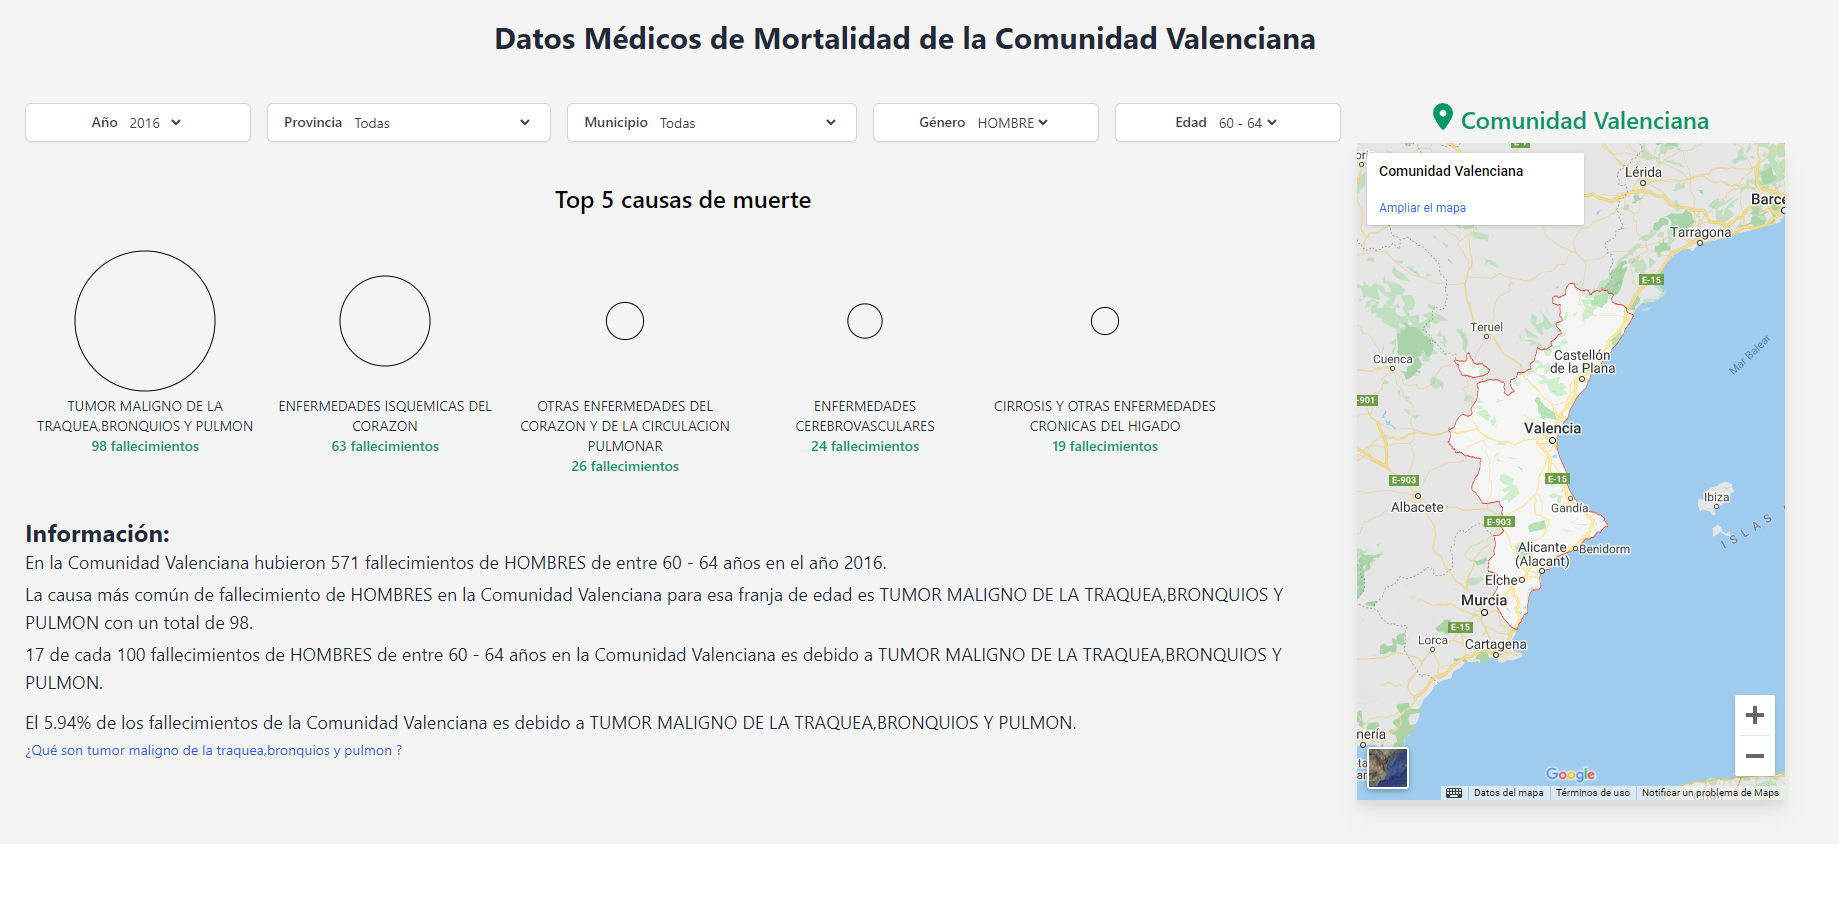 Datos Médicos de Mortalidad de la Comunidad Valenciana
Año 2016
Provincia Todas
Municipio Todas
Género HOMBRE
Edad 60 - 64
Top 5 causas de muerte
TUMOR MALIGNO DE LA
TRAQUEA,BRONQUIOS Y PULMON
98 fallecimientos
ENFERMEDADES ISQUEMICAS DEL
CORAZON
63 fallecimientos
OTRAS ENFERMEDADES DEL
CORAZON Y DE LA CIRCULACION
PULMONAR
26 fallecimientos
ENFERMEDADES
CEREBROVASCULARES
24 fallecimientos
CIRROSIS Y OTRAS ENFERMEDADES
CRONICAS DEL HIGADO
19 fallecimientos
Información:
En la Comunidad Valenciana hubieron 571 fallecimientos de HOMBRES de entre 60 - 64 años en el año 2016.
La causa más común de fallecimiento de HOMBRES en la Comunidad Valenciana para esa franja de edad es TUMOR MALIGNO DE LA TRAQUEA,BRONQUIOS Y
PULMON con un total de 98.
17 de cada 100 fallecimientos de HOMBRES de entre 60 - 64 años en la Comunidad Valenciana es debido a TUMOR MALIGNO DE LA TRAQUEA,BRONQUIOS Y
PULMON.
El 5.94% de los fallecimientos de la Comunidad Valenciana es debido a TUMOR MALIGNO DE LA TRAQUEA,BRONQUIOS Y PULMON.
¿Qué son tumor maligno de la traquea,bronquios y pulmon ?
Comunidad Valenciana
Comunidad Valenciana
Ampliar el mapa
Lérida
Barce
Tarragona
E-15
Teruel
Mar Balear
Cuenca
Castellón
de la Plana
-901
Valencia
E-903
E-15
Ibiza
Albacete
Gandía
E-903
ISLAS
Alicante
(Alacant)
Benidorm
Elche
Murcia
E-15
Lorca
Cartagena
mería
Google
Datos del mapa
Términos de uso
Notificar un problema de Maps